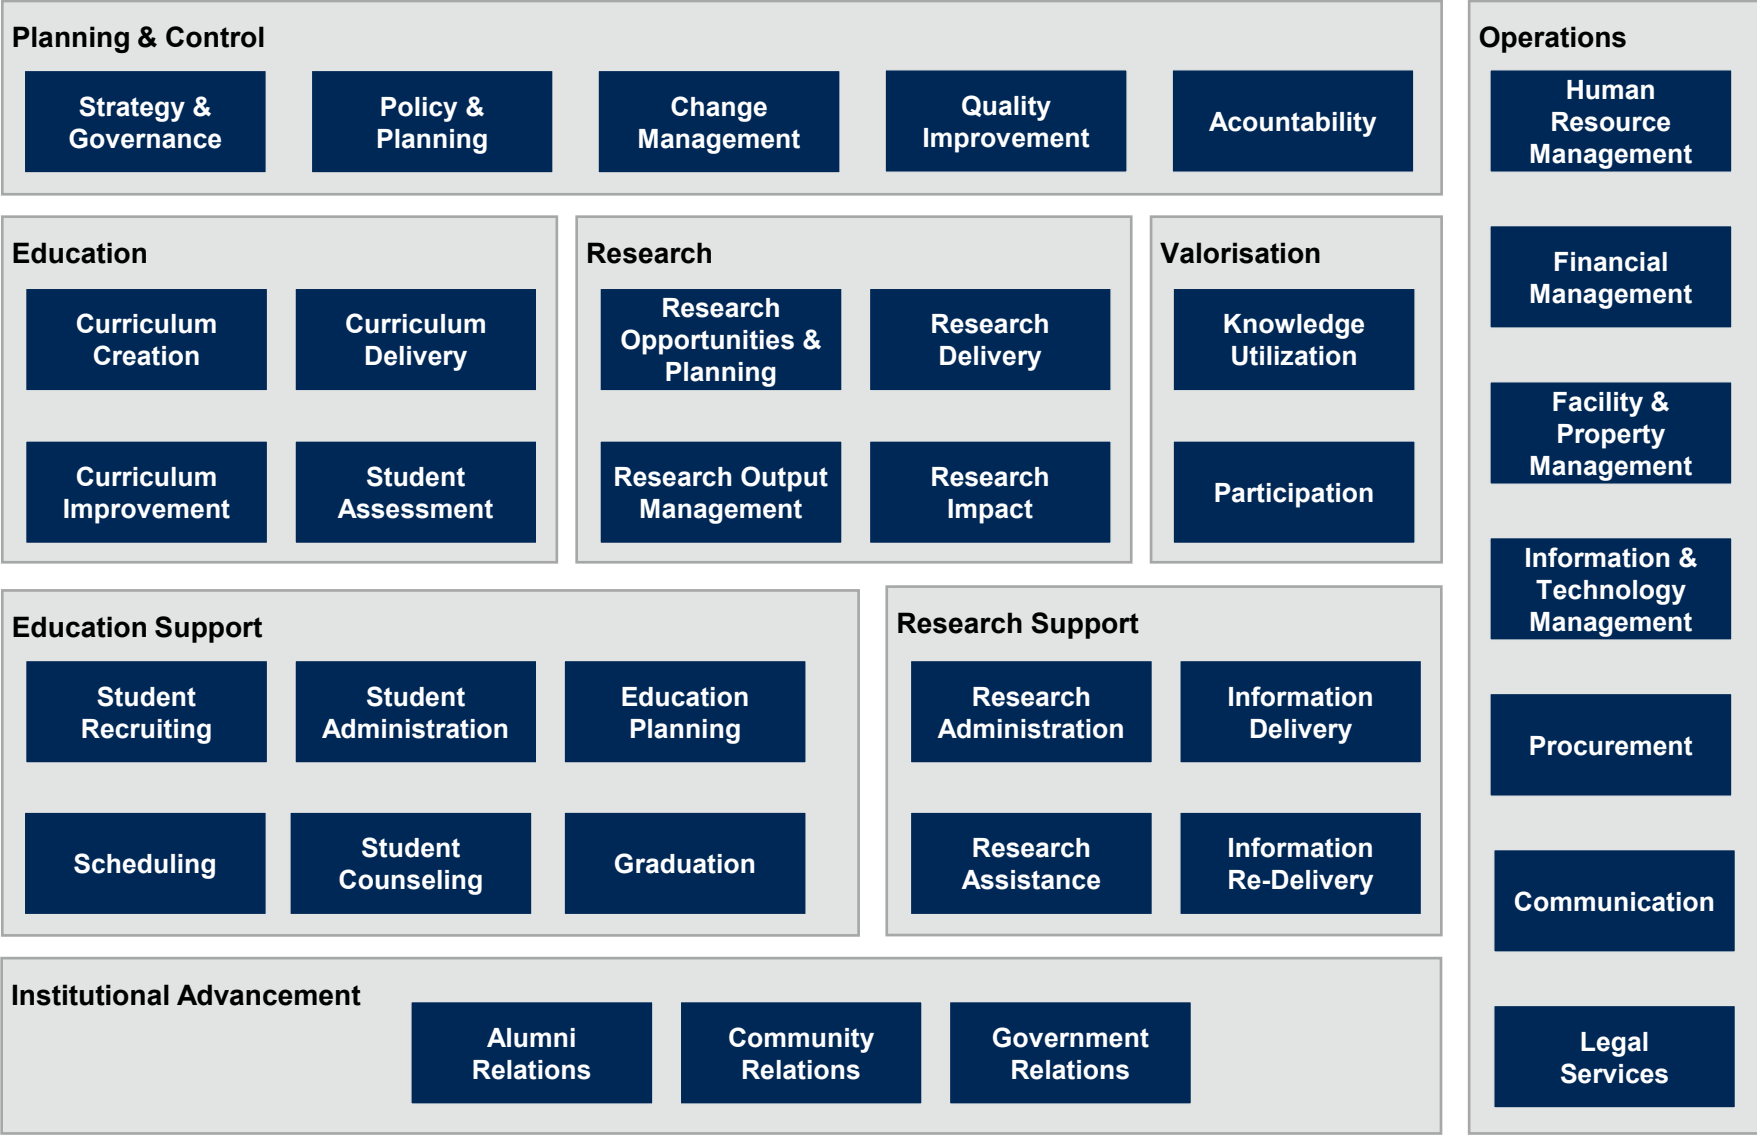 Planning & Control
Strategy &
Governance
Policy &
Planning
Change
Management
Quality
Improvement
Acountability
Education
Curriculum
Creation
Curriculum
Delivery
Curriculum
Improvement
Student
Assessment
Research
Research
Opportunities &
Planning
Research
Delivery
Research Output
Management
Research
Impact
Valorisation
Knowledge
Utilization
Participation
Education Support
Student
Recruiting
Student
Administration
Education
Planning
Scheduling
Student
Counseling
Graduation
Research Support
Research
Administration
Information
Delivery
Research
Assistance
Information
Re-Delivery
Institutional Advancement
Alumni
Relations
Community
Relations
Government
Relations
Operations
Human
Resource
Management
Financial
Management
Facility &
Property
Management
Information &
Technology
Management
Procurement
Communication
Legal
Services